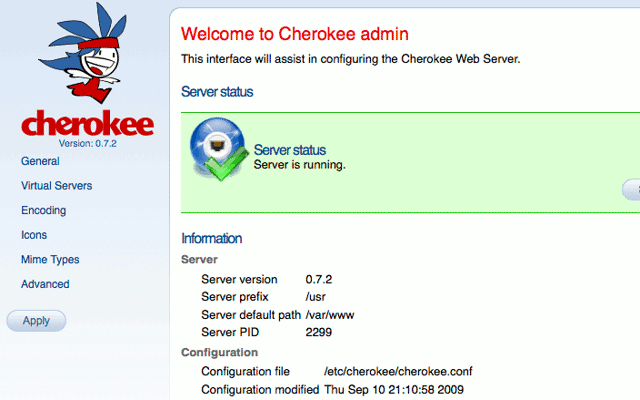 cherokee
Version: 0.7.2
General
Virtual Servers
Encoding
Icons
Mime Types
Advanced
Apply
Welcome to Cherokee admin
This interface will assist in configuring the Cherokee Web Server.
Server status
Server status
Server is running.
Information
Server
Server version 0.7.2
Server prefix /usr
Server default path /var/www
Server PID 2299
Configuration
Configuration file /etc/cherokee/cherokee.conf
Configuration modified Thu Sep 10 21:10:58 2009